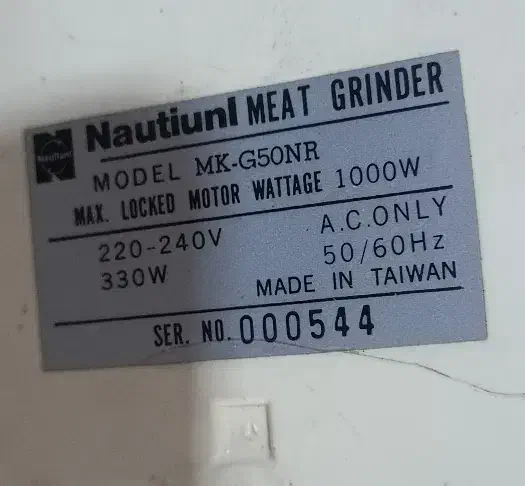 Nautiunl
Nautiunl MEAT GRINDER
MODEL MK-G50NR
MAX. LOCKED MOTOR WATTAGE 1000W
220-240V A.C.ONLY
330W 50/60Hz
MADE IN TAIWAN
SER. NO. 000544